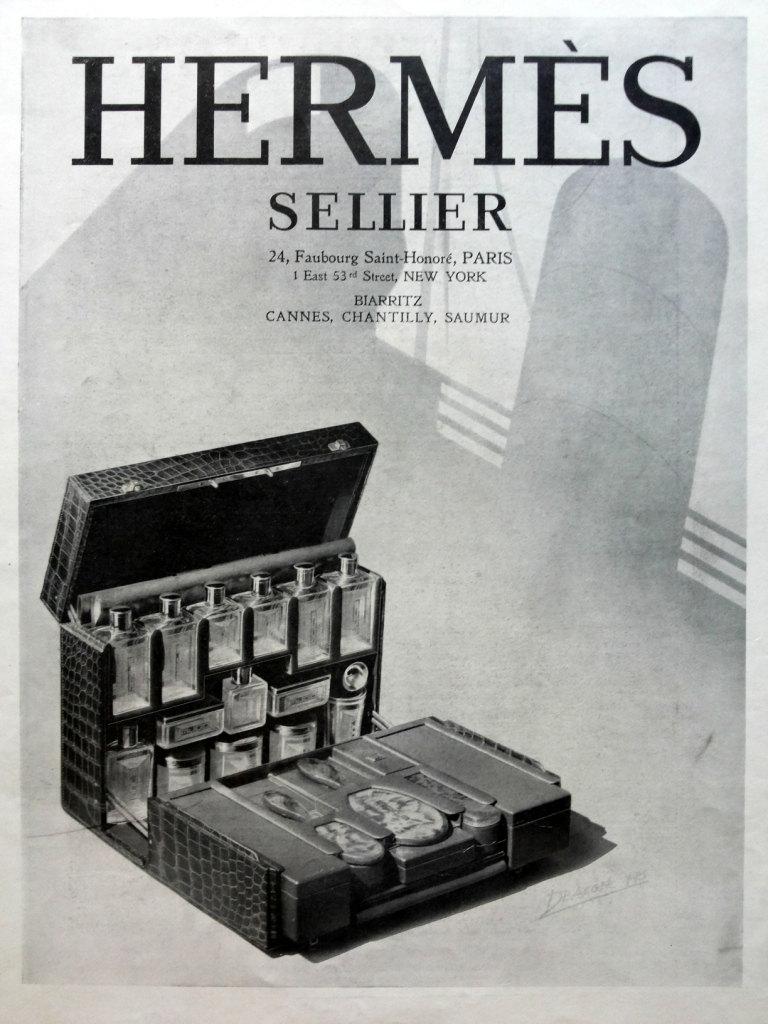 HERMÈS
SELLIER
24, Faubourg Saint-Honoré, PARIS
1 East 53rd Street, NEW YORK
BIARRITZ
CANNES, CHANTILLY, SAUMUR